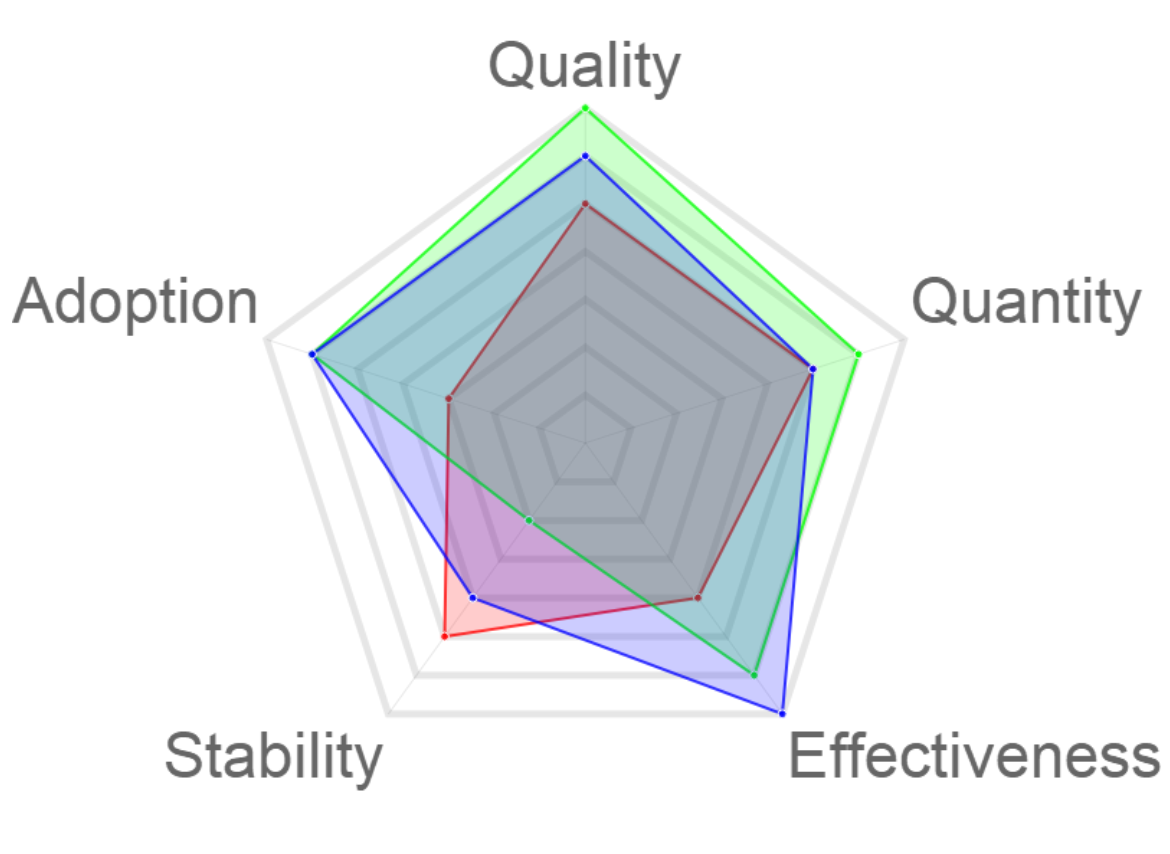 Quality
Adoption
Quantity
Stability
Effectiveness